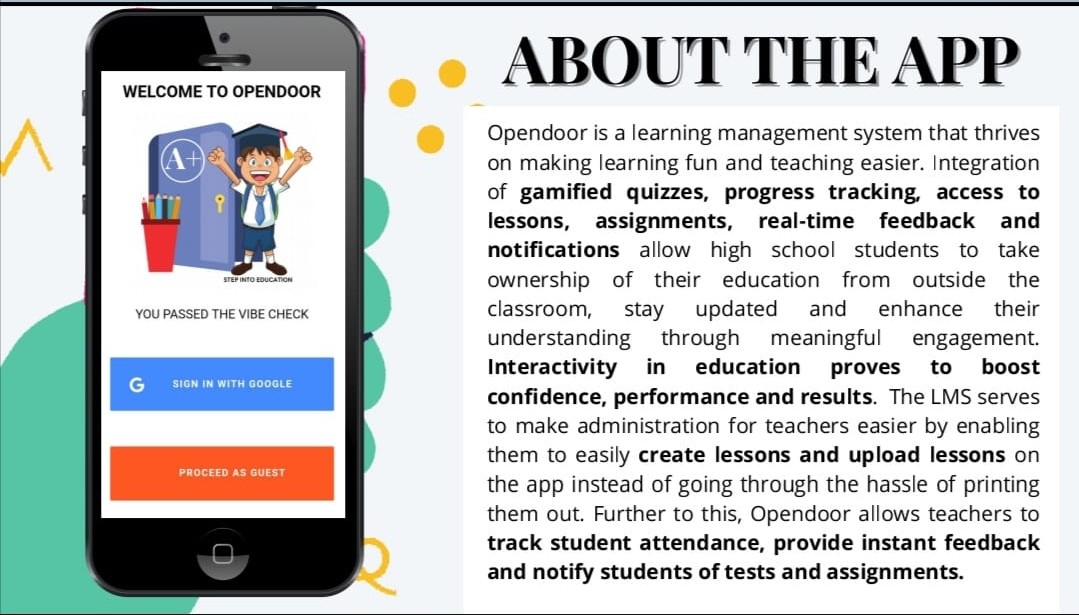 ABOUT THE APP
WELCOME TO OPENDOOR
A+
STEP INTO EDUCATION
YOU PASSED THE VIBE CHECK
G SIGN IN WITH GOOGLE
PROCEED AS GUEST
Opendoor is a learning management system that thrives
on making learning fun and teaching easier. Integration
of gamified quizzes, progress tracking, access to
lessons, assignments, real-time feedback and
notifications allow high school students to take
ownership of their education from outside the
classroom, stay updated and enhance their
understanding through meaningful engagement.
Interactivity in education proves to boost
confidence, performance and results. The LMS serves
to make administration for teachers easier by enabling
them to easily create lessons and upload lessons on
the app instead of going through the hassle of printing
them out. Further to this, Opendoor allows teachers to
track student attendance, provide instant feedback
and notify students of tests and assignments.